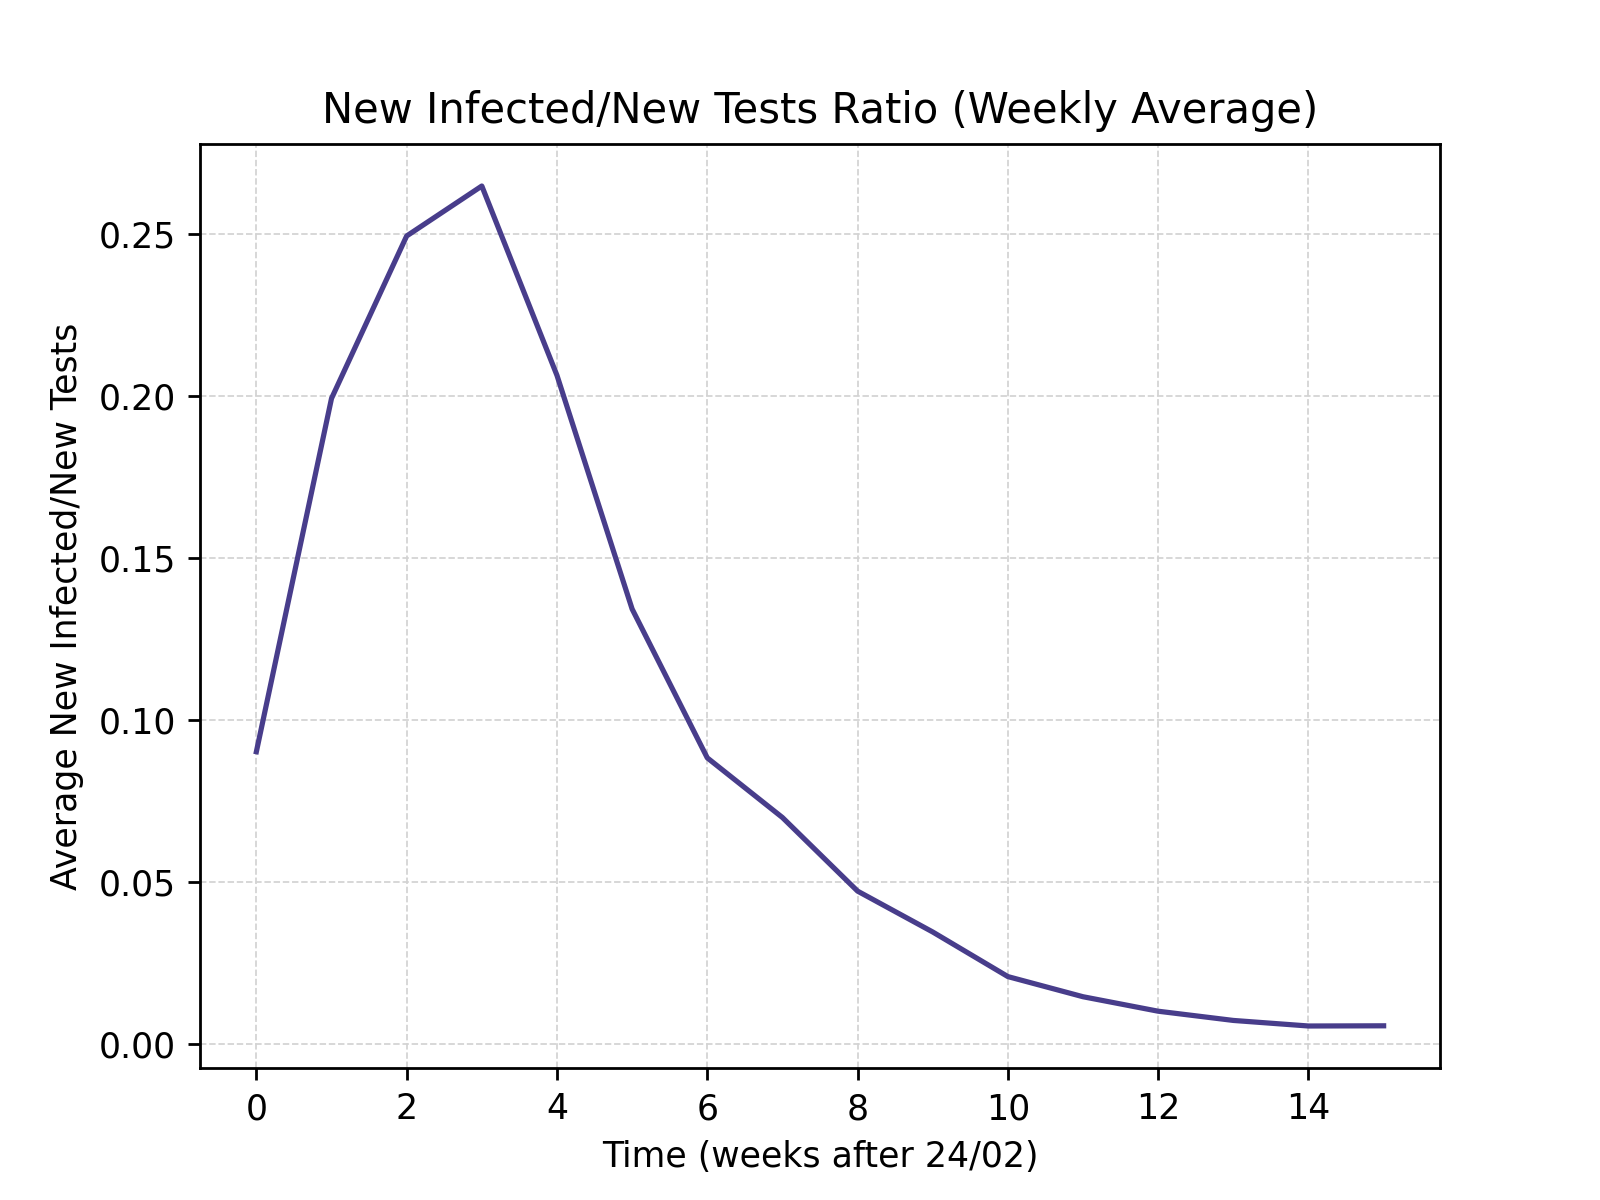 New Infected/New Tests Ratio (Weekly Average)
Average New Infected/New Tests
0.25
0.20
0.15
0.10
0.05
0.00
0 2 4 6 8 10 12 14
Time (weeks after 24/02)